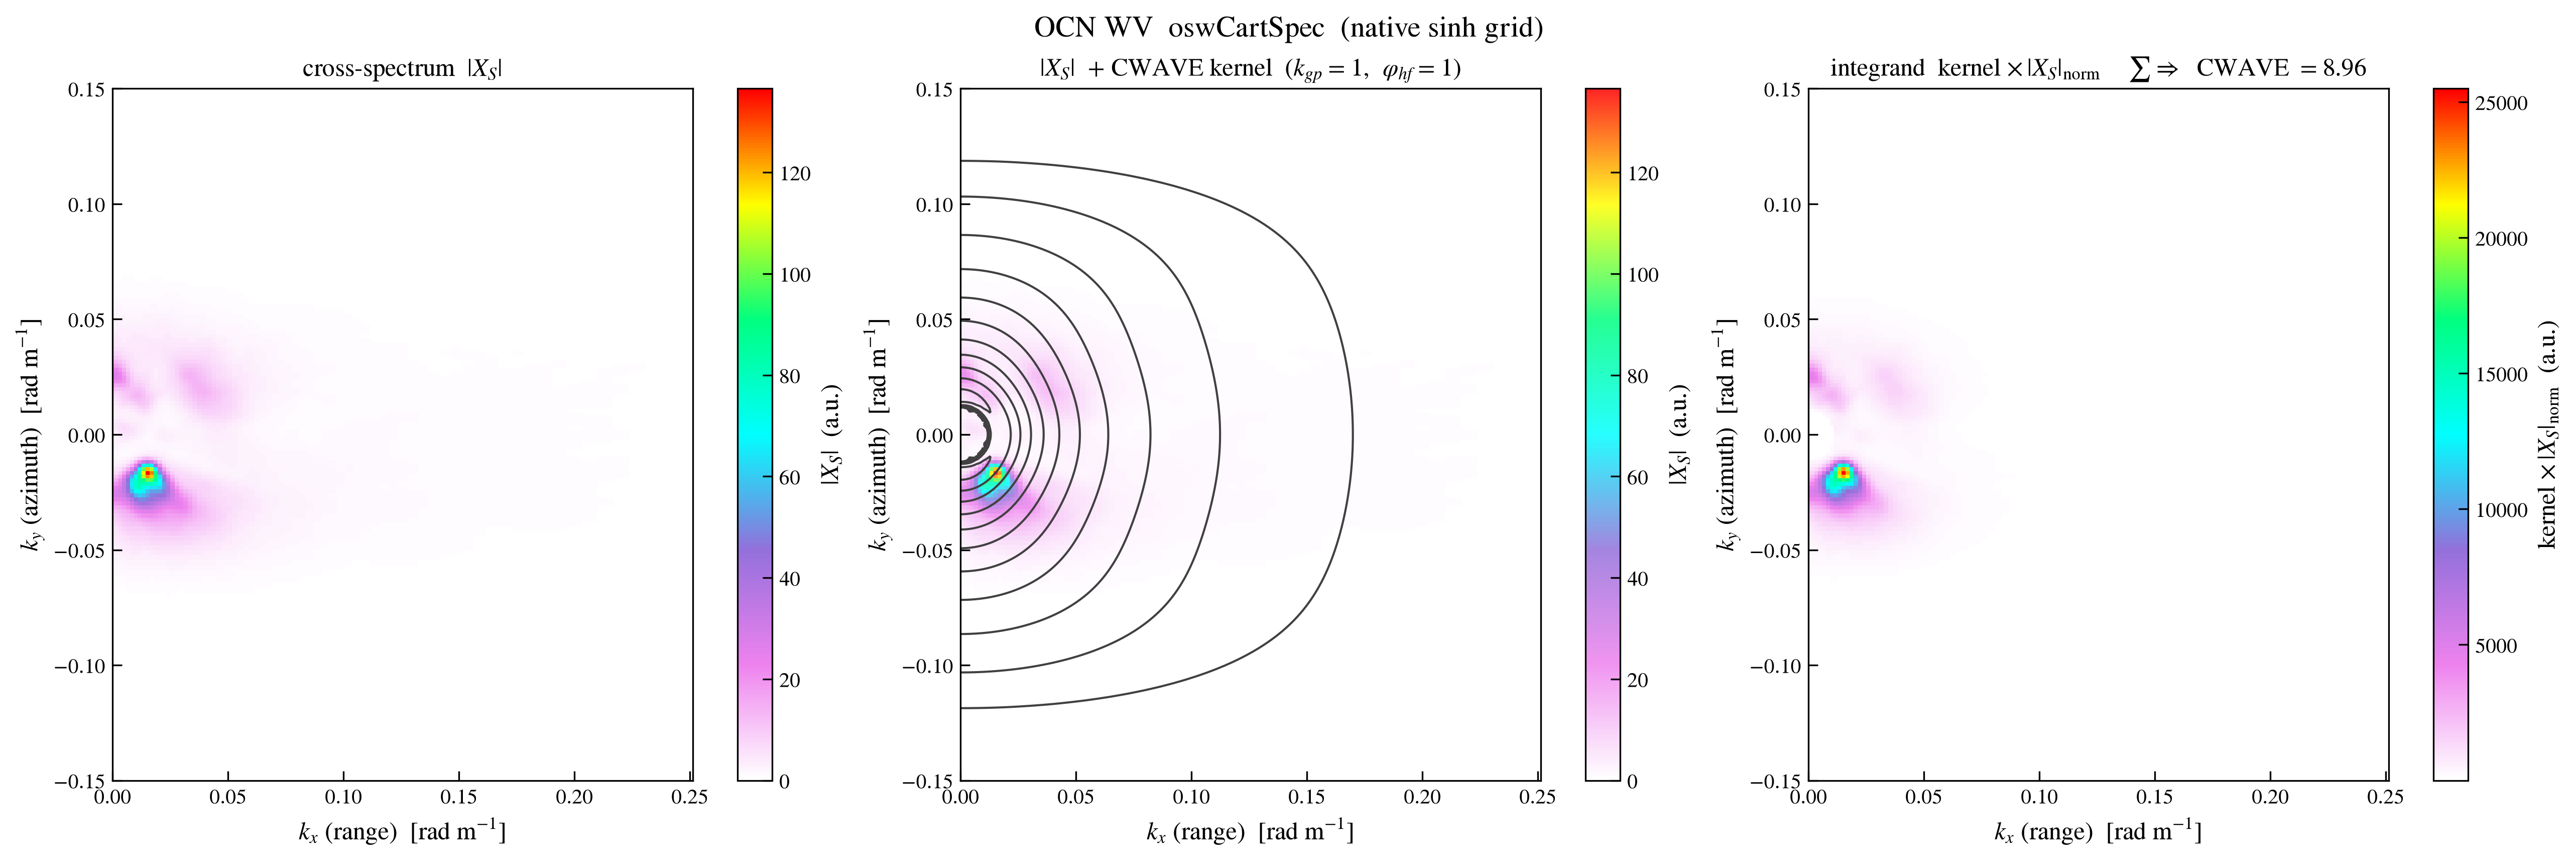 OCN WV oswCartSpec (native sinh grid)
cross-spectrum |X_S|
0.15
0.10
0.05
0.00
−0.05
−0.10
−0.15
k_y (azimuth) [rad m⁻¹]
0.00 0.05 0.10 0.15 0.20 0.25
k_x (range) [rad m⁻¹]
120
100
80
60
40
20
0
|X_S| (a.u.)
|X_S| + CWAVE kernel (k_gp = 1, φ_hf = 1)
0.15
0.10
0.05
0.00
−0.05
−0.10
−0.15
k_y (azimuth) [rad m⁻¹]
0.00 0.05 0.10 0.15 0.20 0.25
k_x (range) [rad m⁻¹]
120
100
80
60
40
20
0
|X_S| (a.u.)
integrand kernel × |X_S|_norm ∑ ⇒ CWAVE = 8.96
0.15
0.10
0.05
0.00
−0.05
−0.10
−0.15
k_y (azimuth) [rad m⁻¹]
0.00 0.05 0.10 0.15 0.20 0.25
k_x (range) [rad m⁻¹]
25000
20000
15000
10000
5000
kernel × |X_S|_norm (a.u.)